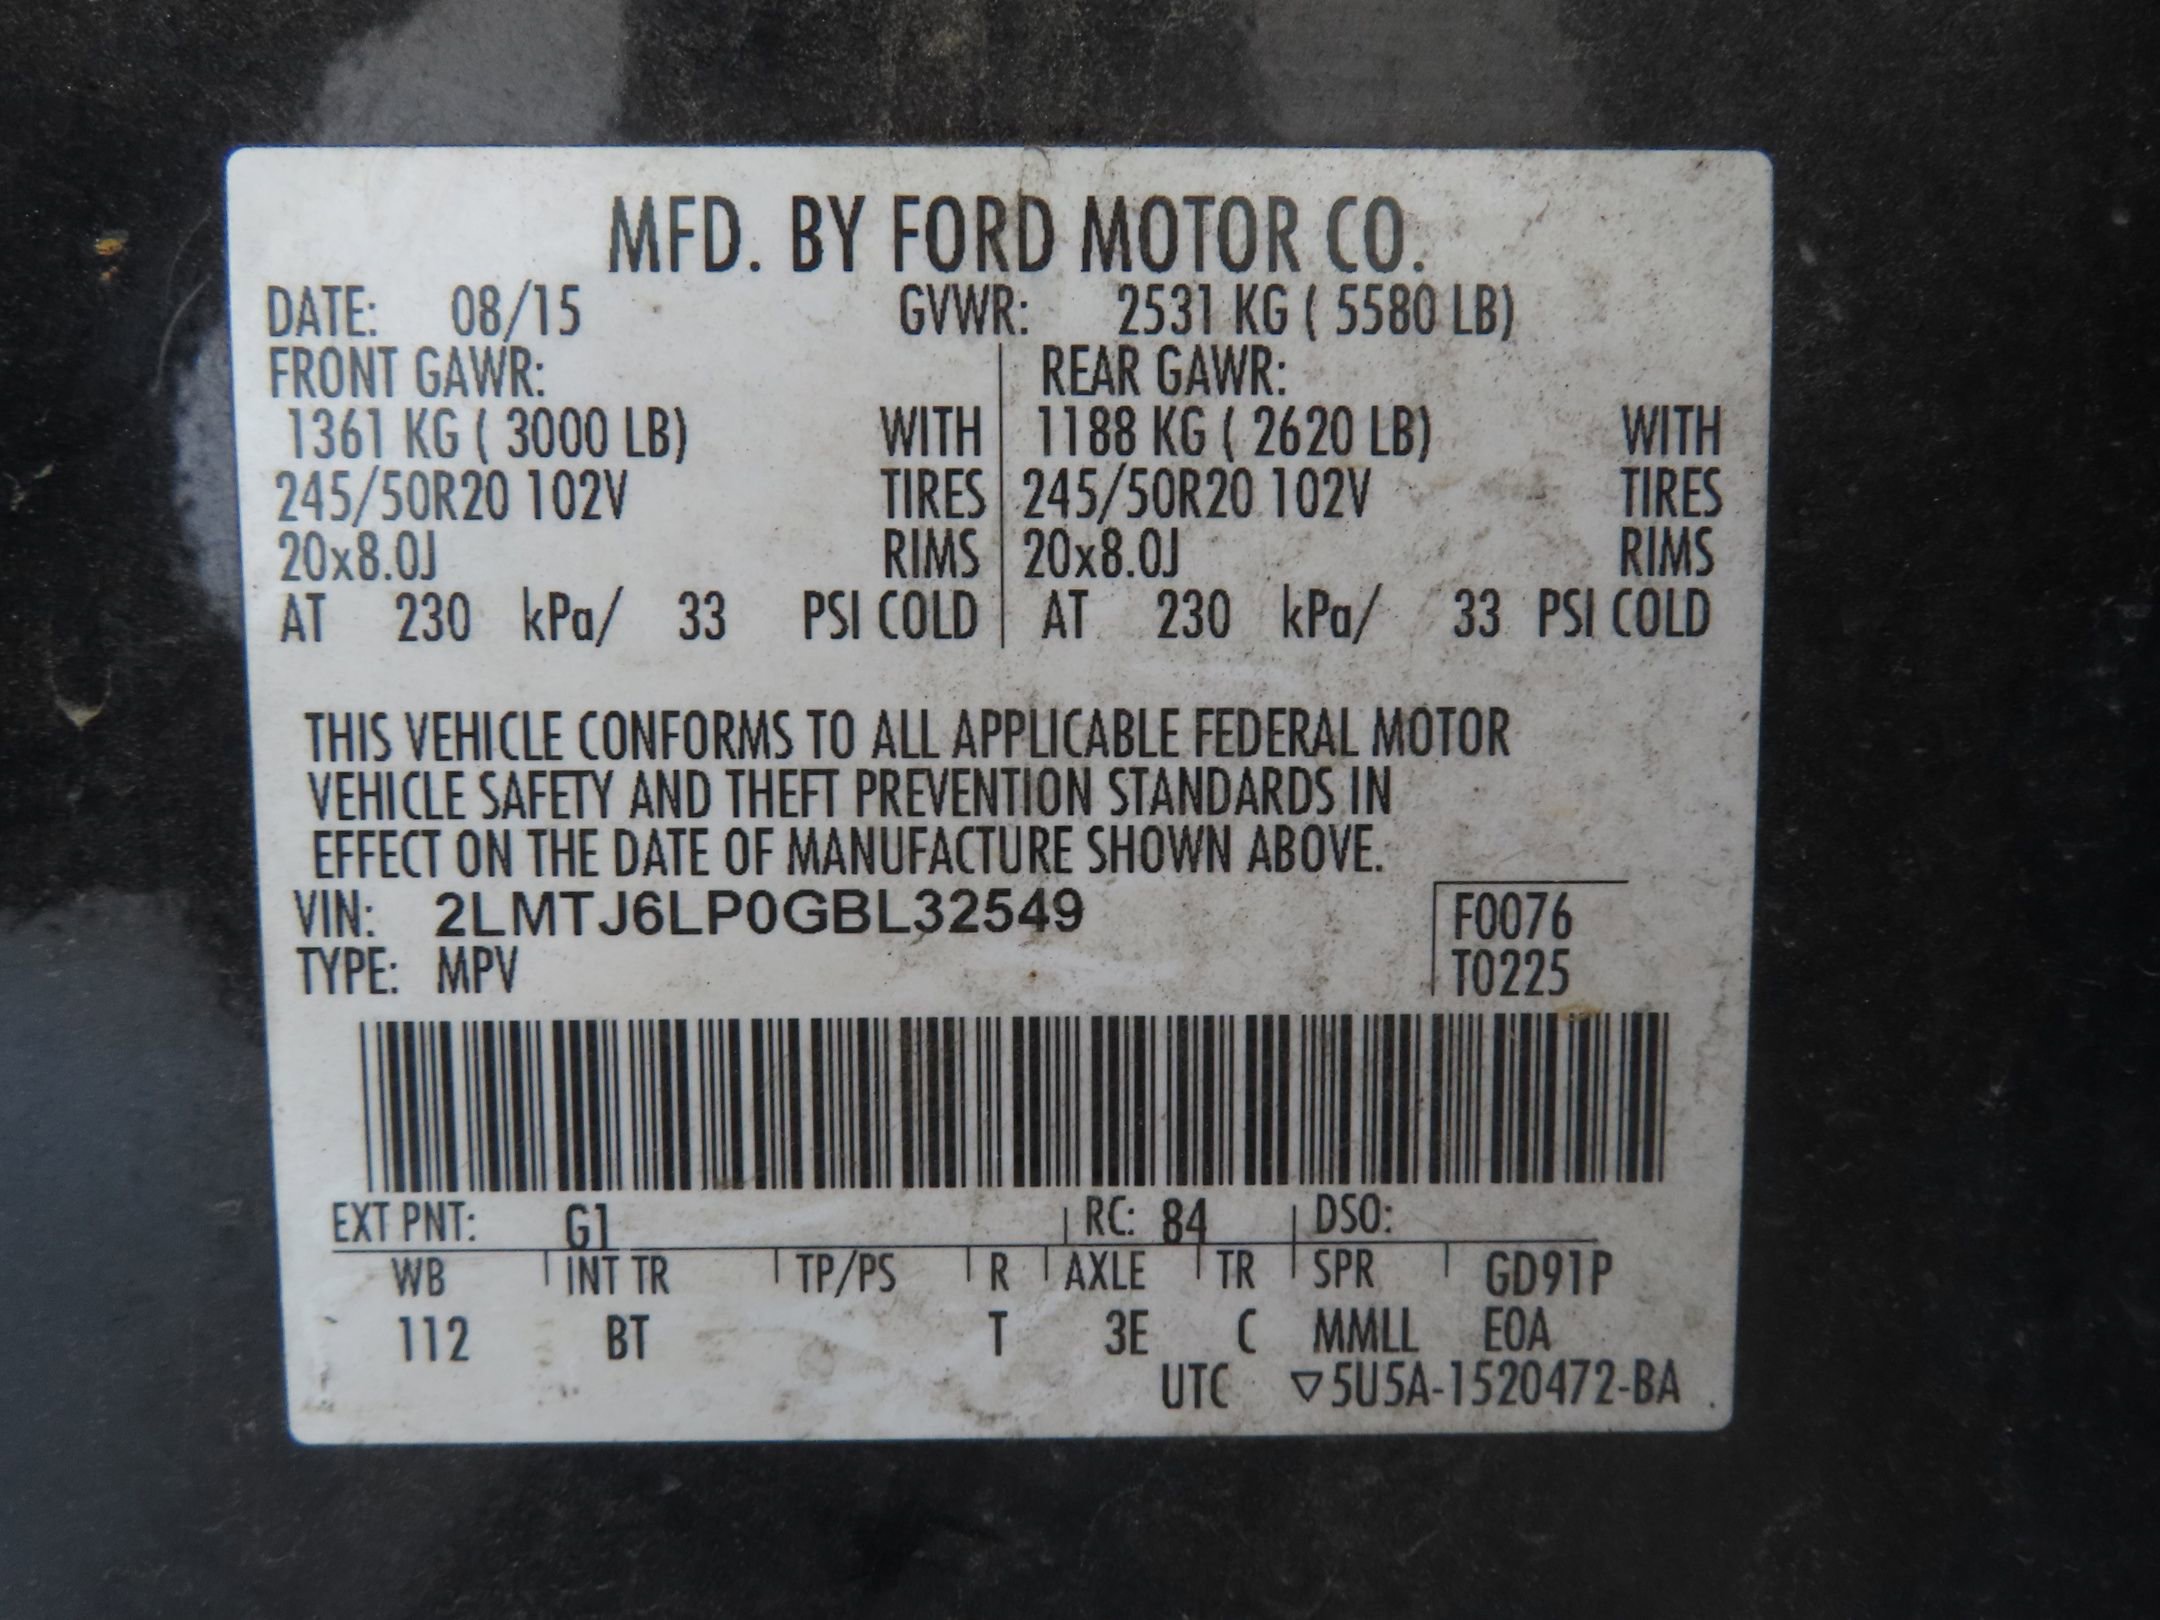 MFD. BY FORD MOTOR CO.
DATE: 08/15 GVWR: 2531 KG ( 5580 LB)
FRONT GAWR: REAR GAWR:
1361 KG ( 3000 LB) WITH 1188 KG ( 2620 LB) WITH
245/50R20 102V TIRES 245/50R20 102V TIRES
20x8.0J RIMS 20x8.0J RIMS
AT 230 kPa/ 33 PSI COLD AT 230 kPa/ 33 PSI COLD
THIS VEHICLE CONFORMS TO ALL APPLICABLE FEDERAL MOTOR
VEHICLE SAFETY AND THEFT PREVENTION STANDARDS IN
EFFECT ON THE DATE OF MANUFACTURE SHOWN ABOVE.
VIN: 2LMTJ6LP0GBL32549 F0076
TYPE: MPV T0225
EXT PNT: G1 RC: 84 DSO:
WB INT TR TP/PS R AXLE TR SPR GD91P
112 BT T 3E C MMLL EOA
UTC ▽5U5A-1520472-BA